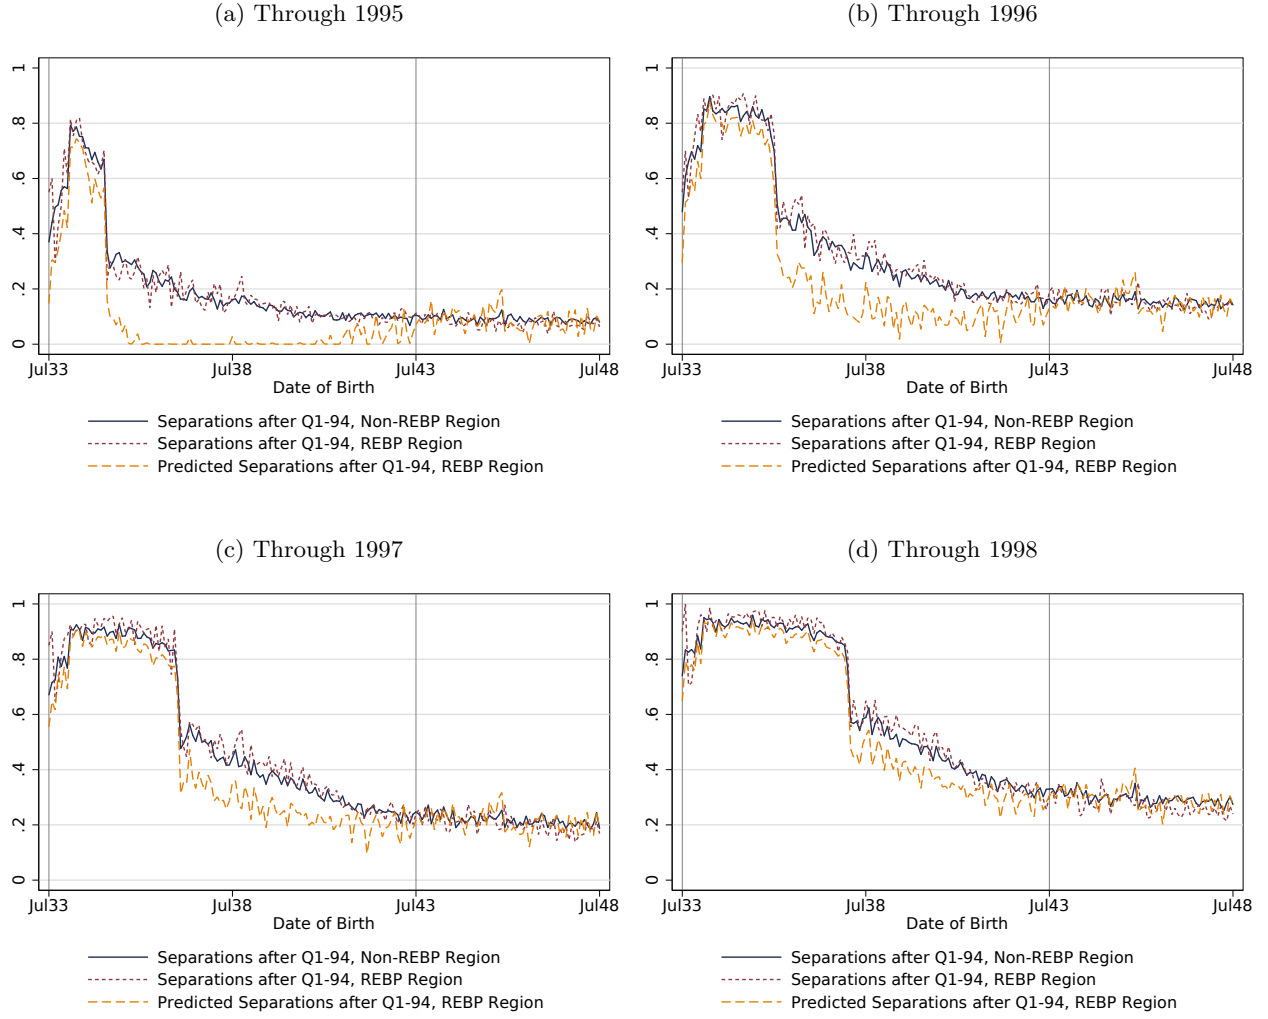 (a) Through 1995
(b) Through 1996
1
.8
.6
.4
.2
0
Jul33 Jul38 Jul43 Jul48
Date of Birth
Separations after Q1-94, Non-REBP Region
Separations after Q1-94, REBP Region
Predicted Separations after Q1-94, REBP Region
1
.8
.6
.4
.2
0
Jul33 Jul38 Jul43 Jul48
Date of Birth
Separations after Q1-94, Non-REBP Region
Separations after Q1-94, REBP Region
Predicted Separations after Q1-94, REBP Region
(c) Through 1997
(d) Through 1998
1
.8
.6
.4
.2
0
Jul33 Jul38 Jul43 Jul48
Date of Birth
Separations after Q1-94, Non-REBP Region
Separations after Q1-94, REBP Region
Predicted Separations after Q1-94, REBP Region
1
.8
.6
.4
.2
0
Jul33 Jul38 Jul43 Jul48
Date of Birth
Separations after Q1-94, Non-REBP Region
Separations after Q1-94, REBP Region
Predicted Separations after Q1-94, REBP Region